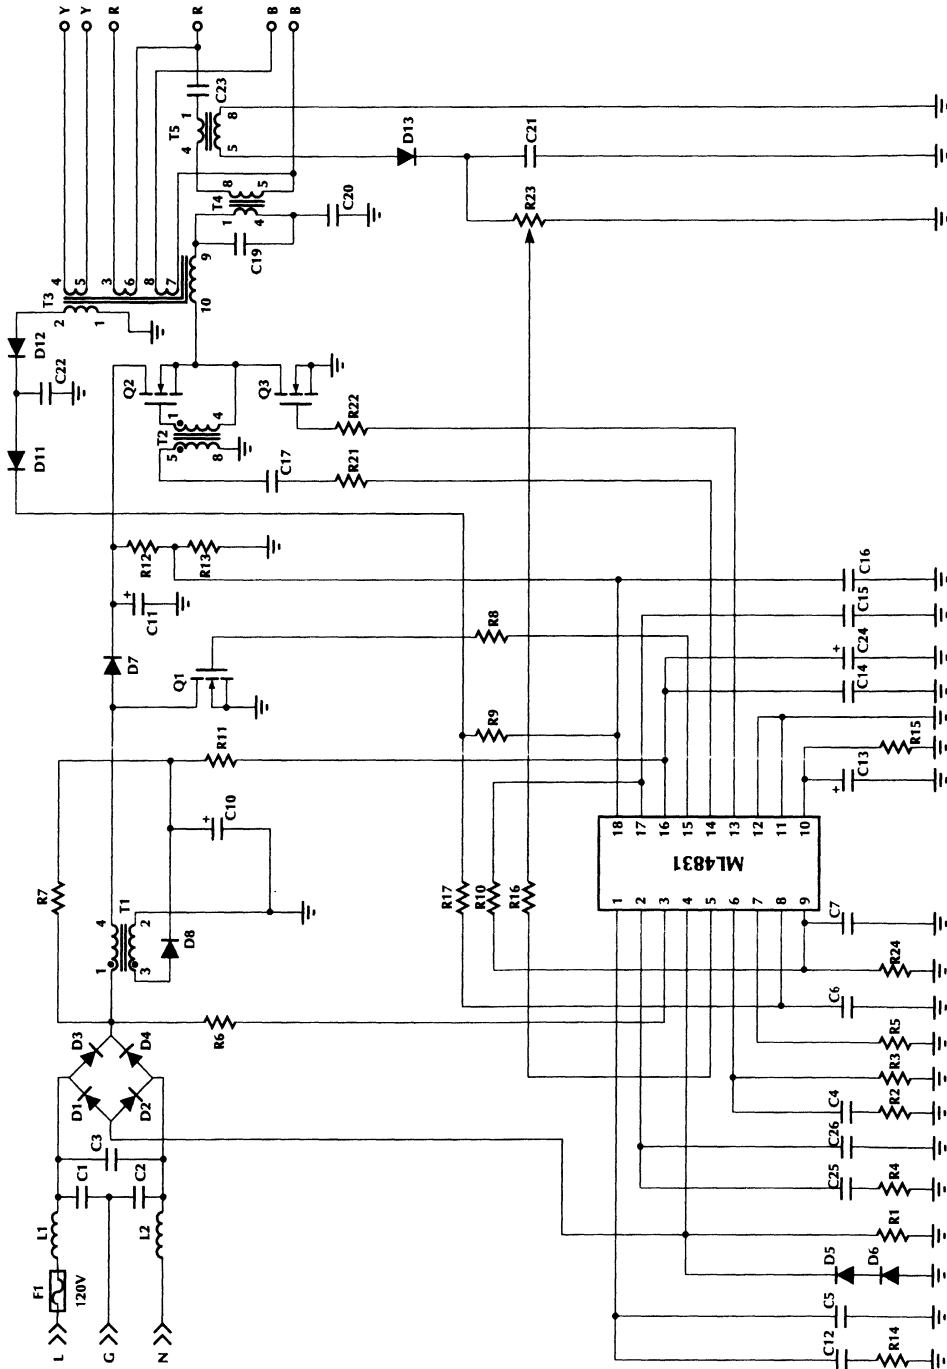 Y
Y
R
R
B
B
4
5
3
6
8
7
T3
2
1
D12
C22
D11
9
10
C19
1
4
T4
8
5
C20
T5
4
1
5
8
C23
D13
C21
R23
Q2
Q3
1
4
T2
5
8
R22
R21
C17
R12
R13
C11
+
D7
Q1
R8
R9
R11
C10
+
R7
T1
1
4
3
2
D8
R17
R10
R16
R6
D3
D4
D1
D2
C3
C1
C2
L1
L2
F1
120V
L
G
N
ML4831
18
17
16
15
14
13
12
11
10
1
2
3
4
5
6
7
8
9
C16
C15
C24
+
C14
R15
C13
+
C7
R24
C6
R5
R3
R2
C4
C26
C25
R4
R1
D5
D6
C5
C12
R14